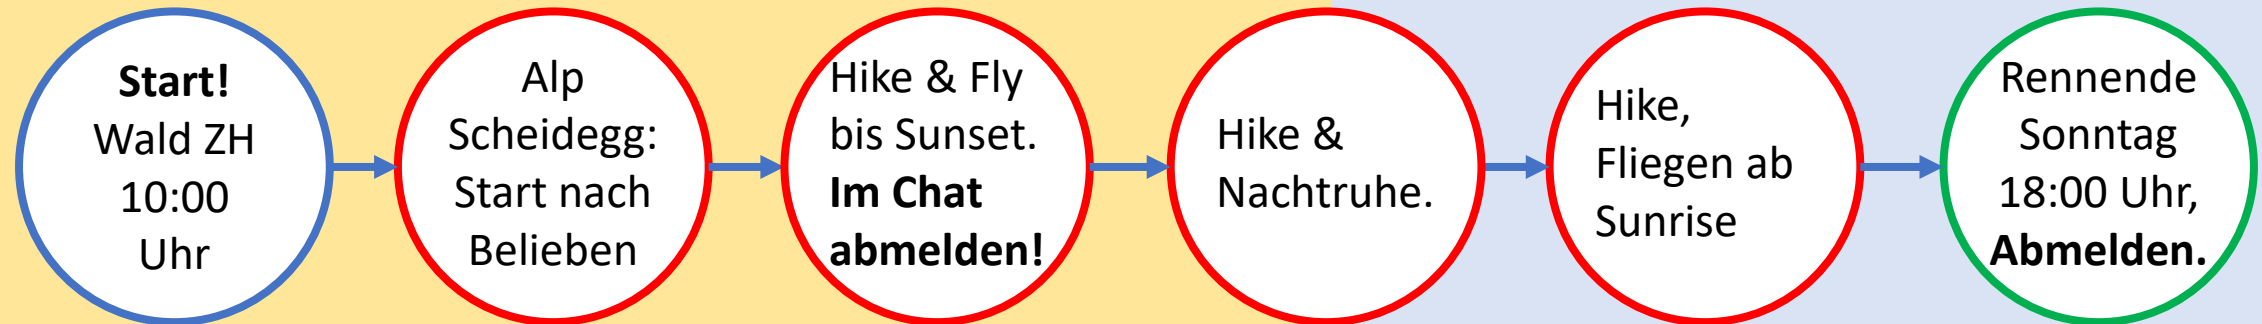 Start!
Wald ZH
10:00
Uhr
Alp
Scheidegg:
Start nach
Belieben
Hike & Fly
bis Sunset.
Im Chat
abmelden!
Hike &
Nachtruhe.
Hike,
Fliegen ab
Sunrise
Rennende
Sonntag
18:00 Uhr,
Abmelden.